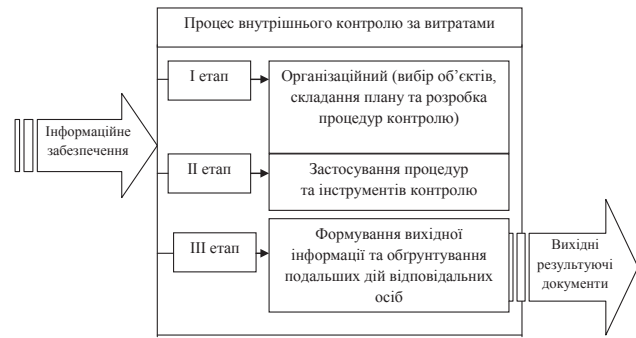 Процес внутрішнього контролю за витратами
І етап
Організаційний (вибір об’єктів,
складання плану та розробка
процедур контролю)
Інформаційне
забезпечення
ІІ етап
Застосування процедур
та інструментів контролю
ІІІ етап
Формування вихідної
інформації та обґрунтування
подальших дій відповідальних
осіб
Вихідні
результуючі
документи